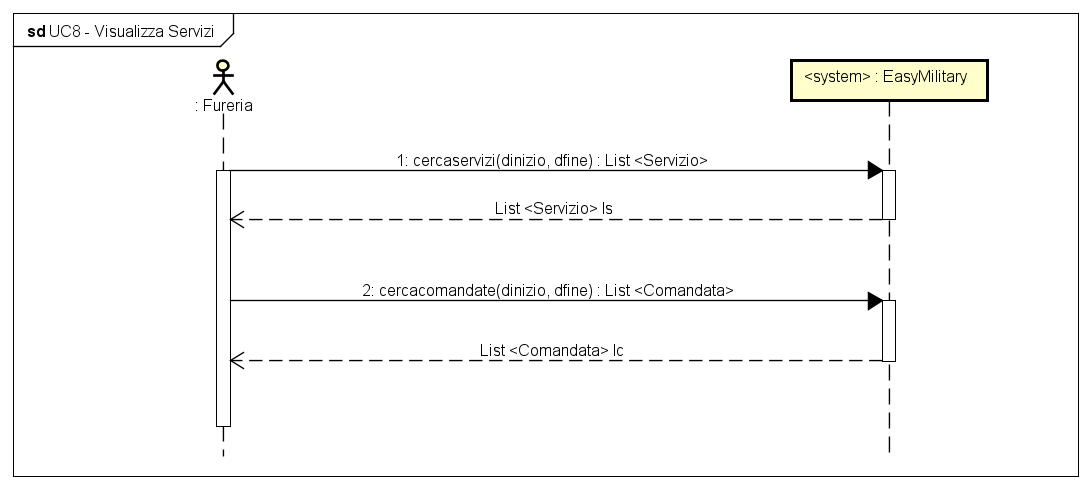 sd UC8 - Visualizza Servizi
: Fureria
<system> : EasyMilitary
1: cercaservizi(dinizio, dfine) : List <Servizio>
List <Servizio> ls
2: cercacomandate(dinizio, dfine) : List <Comandata>
List <Comandata> lc